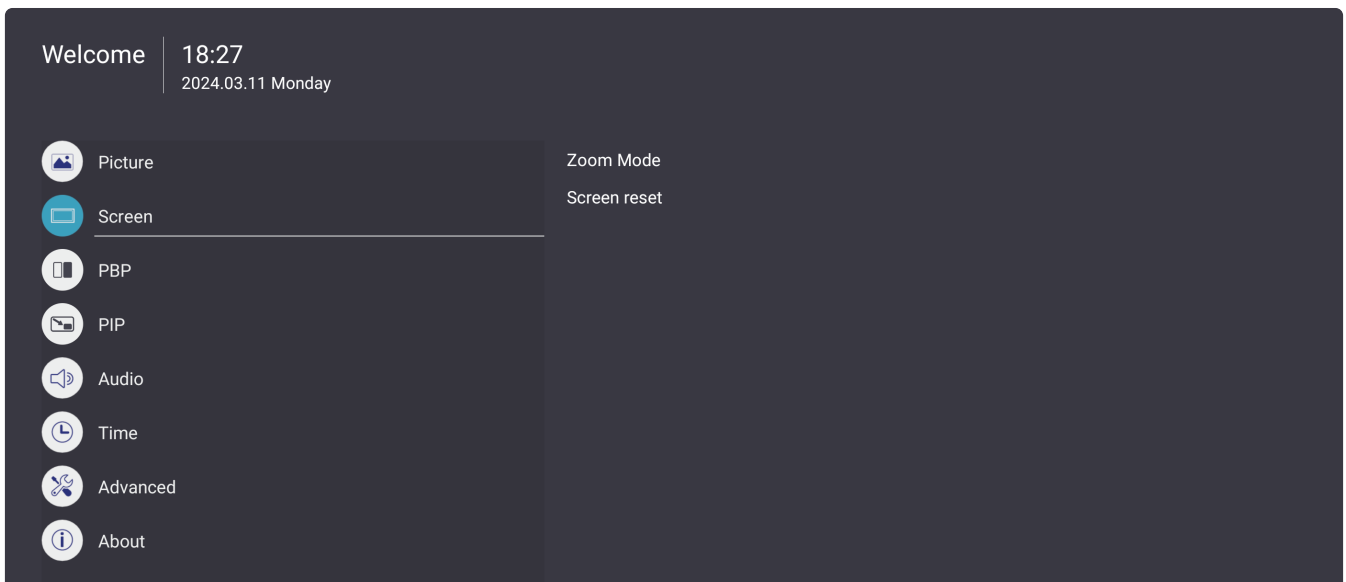 Welcome
18:27
2024.03.11 Monday
Picture
Screen
PBP
PIP
Audio
Time
Advanced
About
Zoom Mode
Screen reset